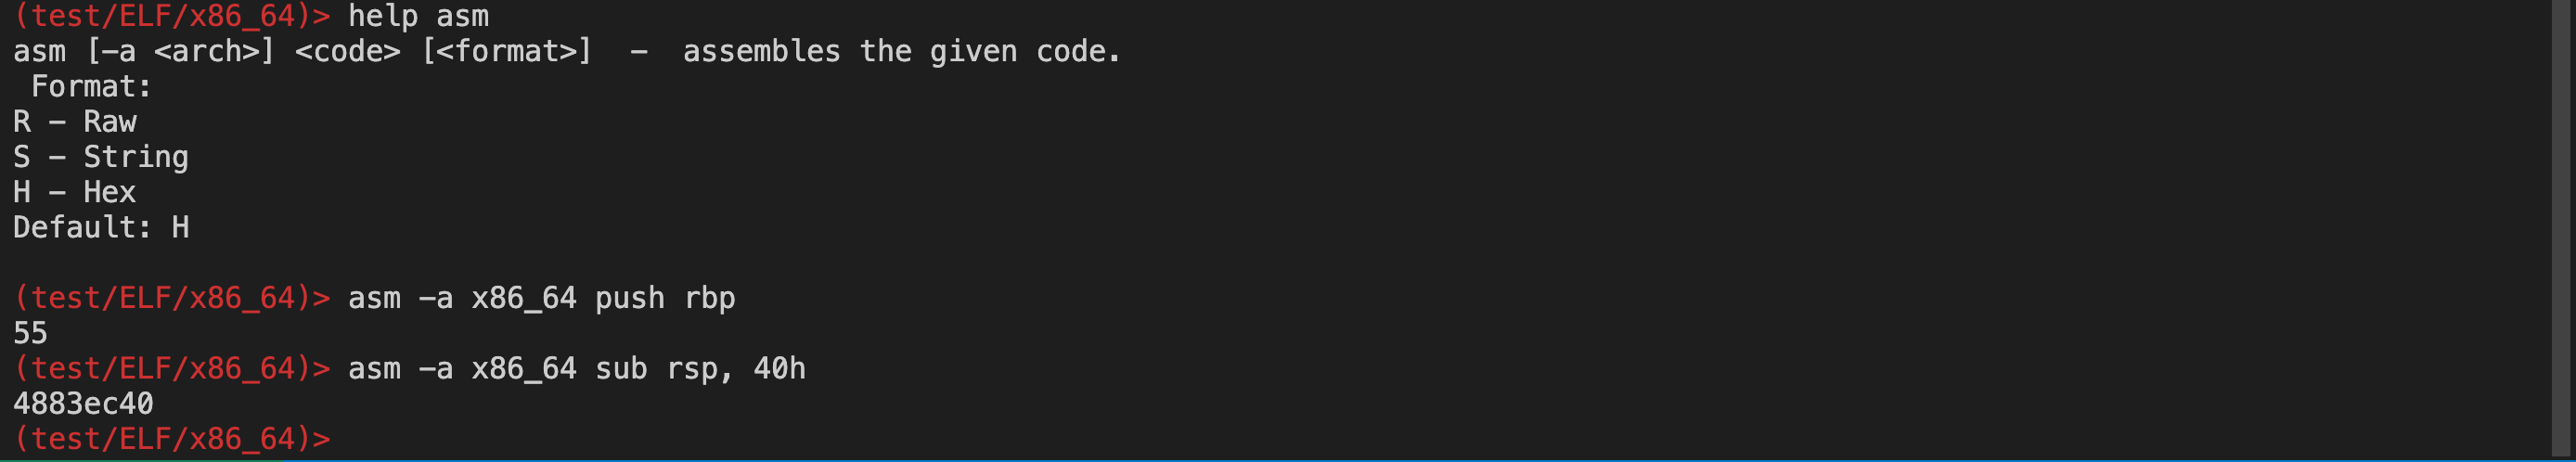 (test/ELF/x86_64)> help asm
asm [-a <arch>] <code> [<format>]  -  assembles the given code.
 Format:
R - Raw
S - String
H - Hex
Default: H

(test/ELF/x86_64)> asm -a x86_64 push rbp
55
(test/ELF/x86_64)> asm -a x86_64 sub rsp, 40h
4883ec40
(test/ELF/x86_64)>